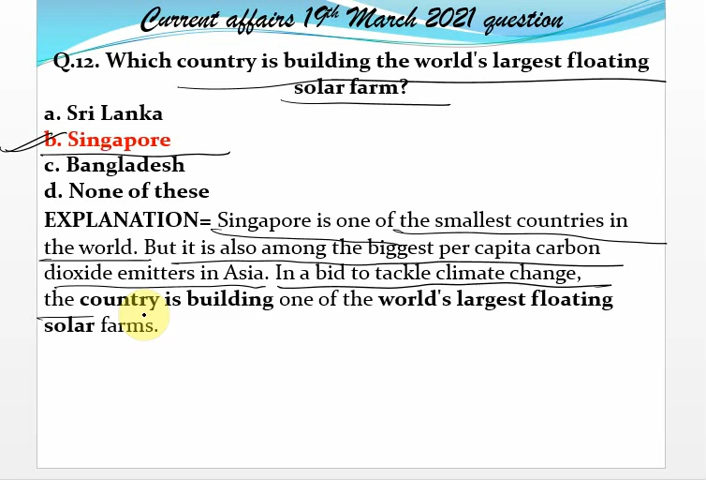 Current affairs 19th March 2021 question
Q.12. Which country is building the world's largest floating
solar farm?
a. Sri Lanka
b. Singapore
c. Bangladesh
d. None of these
EXPLANATION= Singapore is one of the smallest countries in
the world. But it is also among the biggest per capita carbon
dioxide emitters in Asia. In a bid to tackle climate change,
the country is building one of the world's largest floating
solar farms.